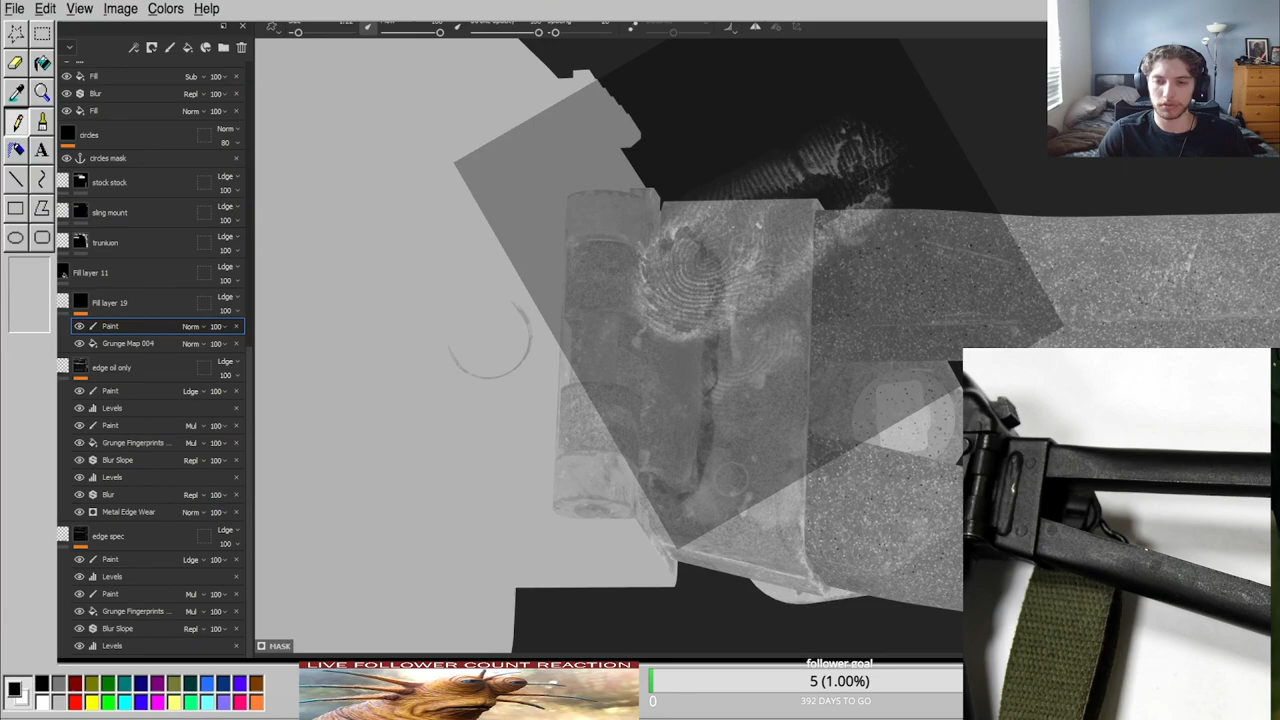 File Edit View Image Colors Help
Fill Sub 100
Blur Repl 100
Fill Norm 100
circles Norm 80
circles mask
stock stock Ldge 100
sling mount Ldge 100
truniuon Ldge 100
Fill layer 11 Ldge 100
Fill layer 19 Ldge 100
Paint Norm 100
Grunge Map 004 Norm 100
edge oil only Ldge 100
Paint Ldge 100
Levels
Paint Mul 100
Grunge Fingerprints ... Mul 100
Blur Slope Repl 100
Levels
Blur Repl 100
Metal Edge Wear Norm 100
edge spec Ldge 100
Paint Ldge 100
Levels
Paint Mul 100
Grunge Fingerprints ... Mul 100
Blur Slope Repl 100
Levels
MASK
LIVE FOLLOWER COUNT REACTION
follower goal
5 (1.00%)
0
392 DAYS TO GO